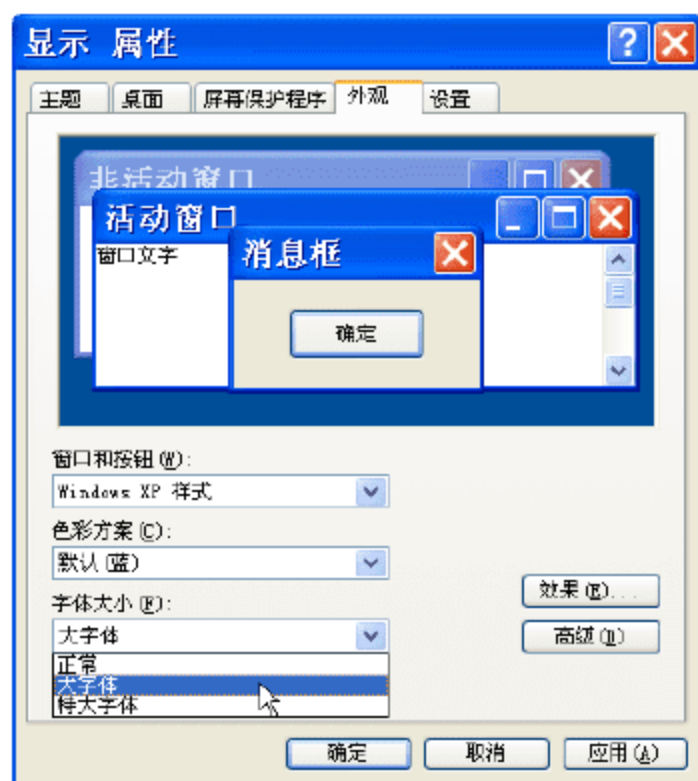 显示 属性
主题 桌面 屏幕保护程序 外观 设置
非活动窗口
活动窗口
窗口文字
消息框
确定
窗口和按钮(W):
Windows XP 样式
色彩方案(C):
默认(蓝)
字体大小(F):
大字体
正常
大字体
特大字体
效果(E)...
高级(D)
确定 取消 应用(A)